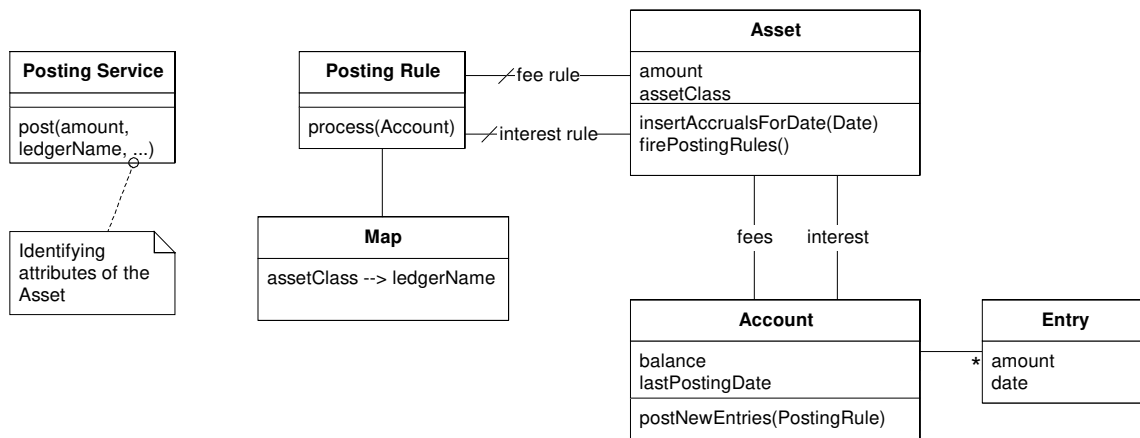 Posting Service
post(amount,
ledgerName, ...)
Identifying
attributes of the
Asset
Posting Rule
process(Account)
fee rule
interest rule
Map
assetClass --> ledgerName
Asset
amount
assetClass
insertAccrualsForDate(Date)
firePostingRules()
fees
interest
Account
balance
lastPostingDate
postNewEntries(PostingRule)
*
Entry
amount
date